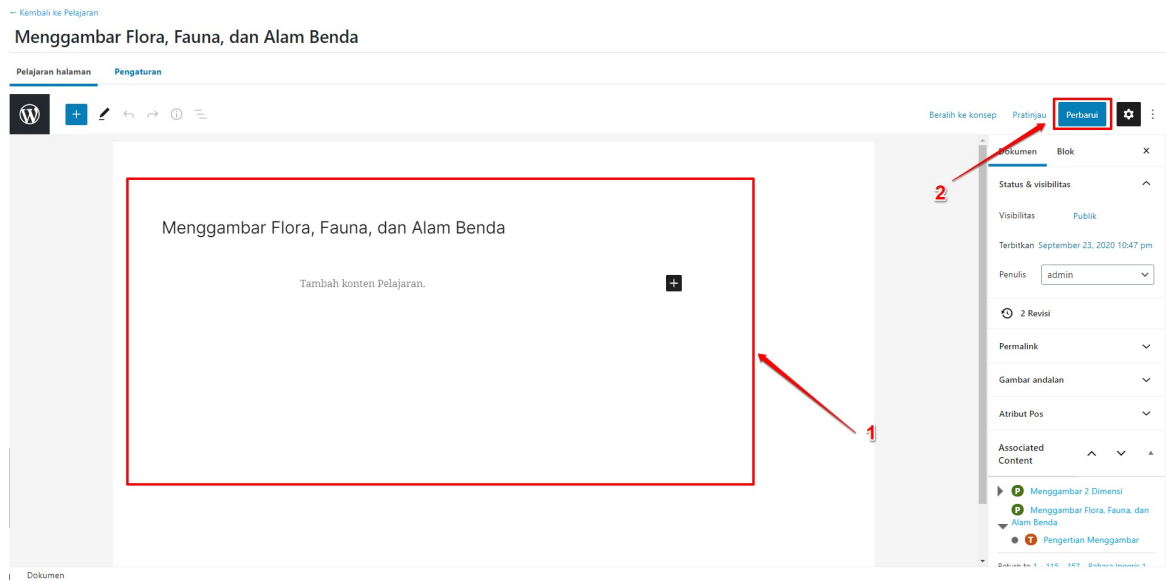 ← Kembali ke Pelajaran
Menggambar Flora, Fauna, dan Alam Benda
Pelajaran halaman Pengaturan
Beralih ke konsep Pratinjau Perbarui
Dokumen Blok
2
Status & visibilitas
Visibilitas Publik
Terbitkan September 23, 2020 10:47 pm
Penulis admin
Menggambar Flora, Fauna, dan Alam Benda
Tambah konten Pelajaran.
2 Revisi
Permalink
Gambar andalan
Atribut Pos
1
Associated
Content
P Menggambar 2 Dimensi
P Menggambar Flora, Fauna, dan
Alam Benda
T Pengertian Menggambar
Dokumen